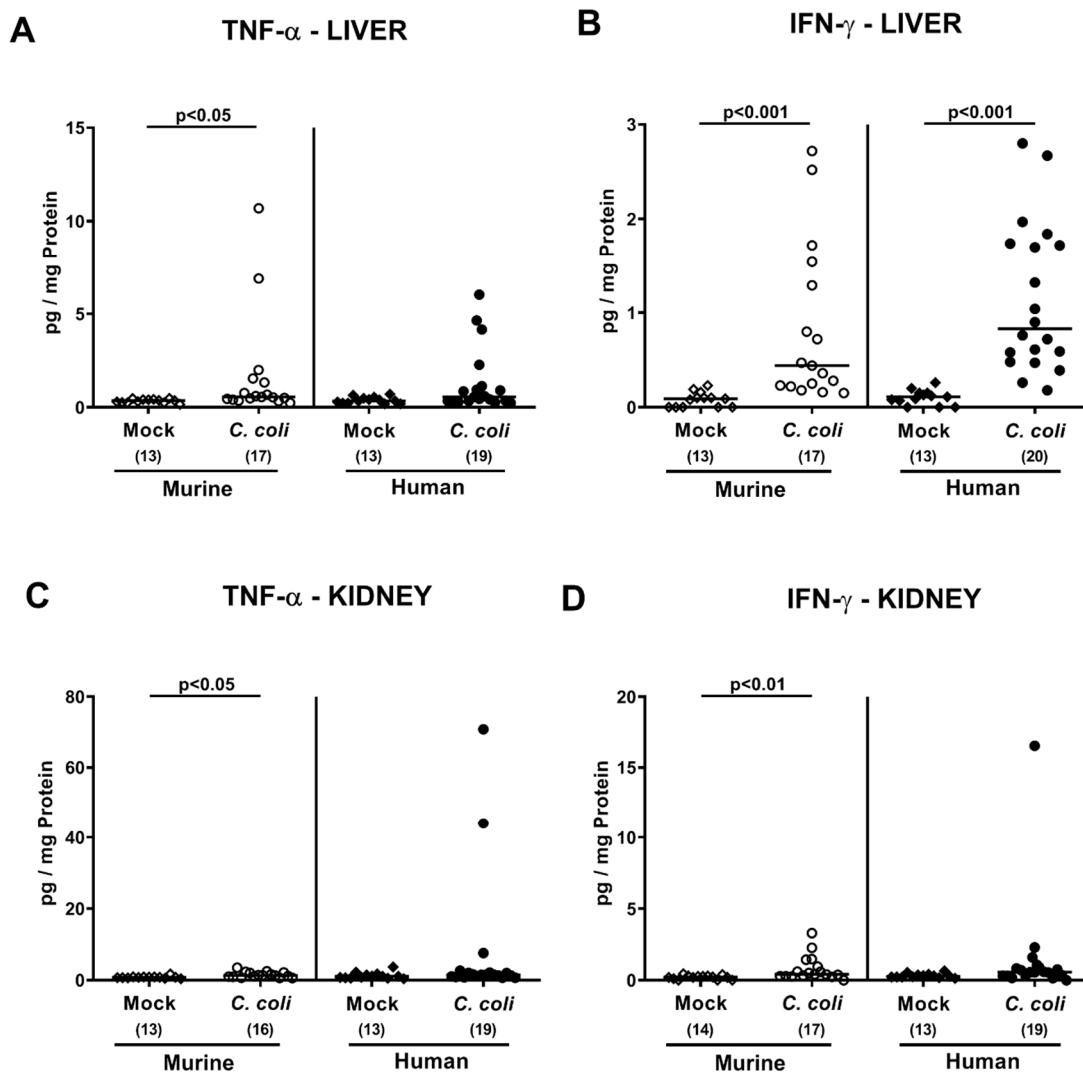 A
TNF-α - LIVER
p<0.05
15
10
5
0
pg / mg Protein
Mock
C. coli
Mock
C. coli
(13)
(17)
(13)
(19)
Murine
Human
B
IFN-γ - LIVER
p<0.001
p<0.001
3
2
1
0
pg / mg Protein
Mock
C. coli
Mock
C. coli
(13)
(17)
(13)
(20)
Murine
Human
C
TNF-α - KIDNEY
p<0.05
80
60
40
20
0
pg / mg Protein
Mock
C. coli
Mock
C. coli
(13)
(16)
(13)
(19)
Murine
Human
D
IFN-γ - KIDNEY
p<0.01
20
15
10
5
0
pg / mg Protein
Mock
C. coli
Mock
C. coli
(14)
(17)
(13)
(19)
Murine
Human